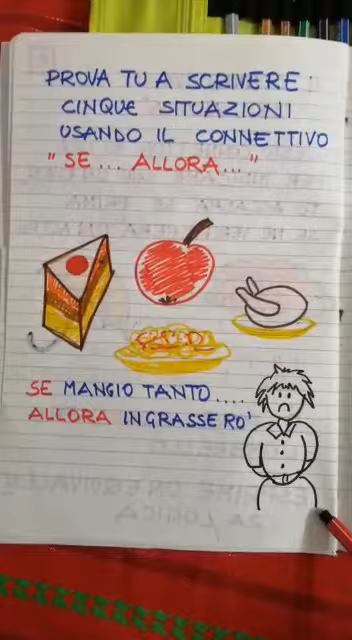 PROVA TU A SCRIVERE:
CINQUE SITUAZIONI
USANDO IL CONNETTIVO
"SE... ALLORA..."
SE MANGIO TANTO....
ALLORA INGRASSERO'